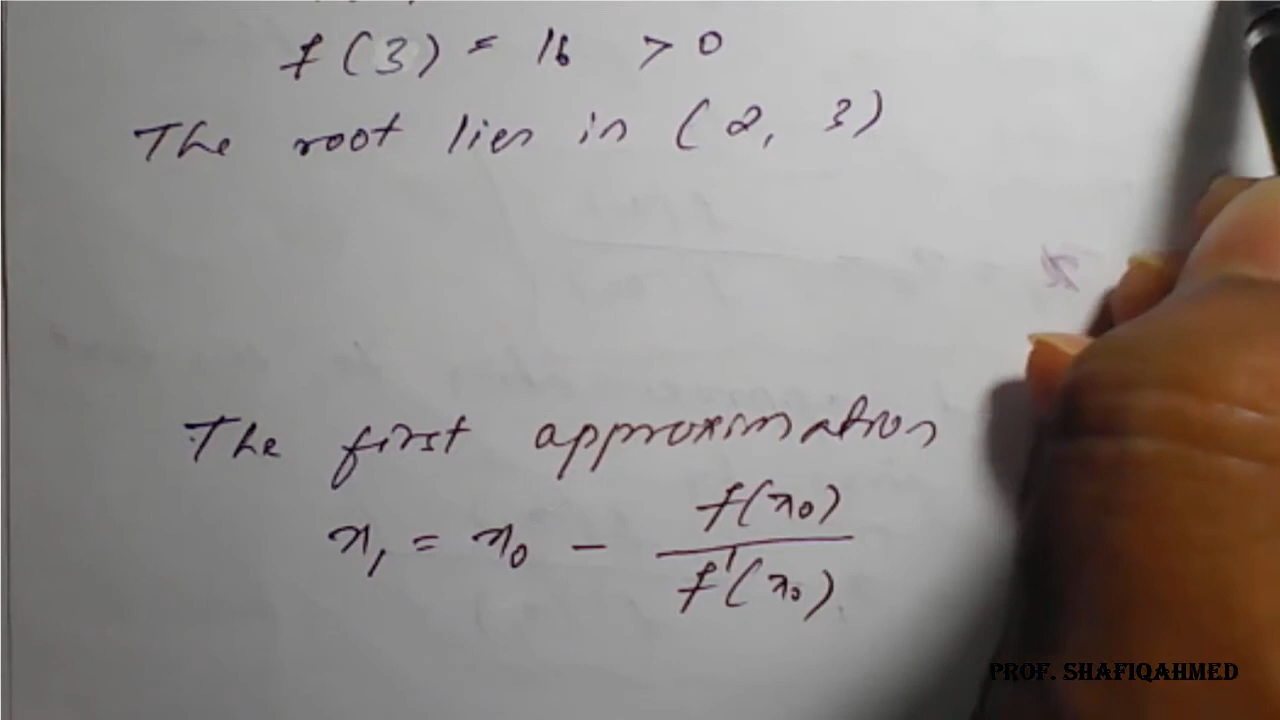 f(3) = 16 > 0
The root lies in (2, 3)
The first approximation
x₁ = x₀ - f(x₀) / f'(x₀)
PROF. SHAFIQAHMED